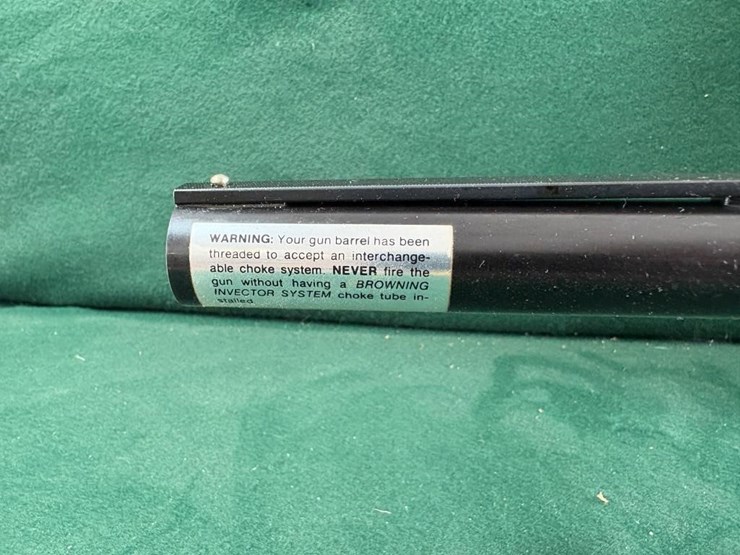 WARNING: Your gun barrel has been
threaded to accept an interchange-
able choke system. NEVER fire the
gun without having a BROWNING
INVECTOR SYSTEM choke tube in-
stalled.